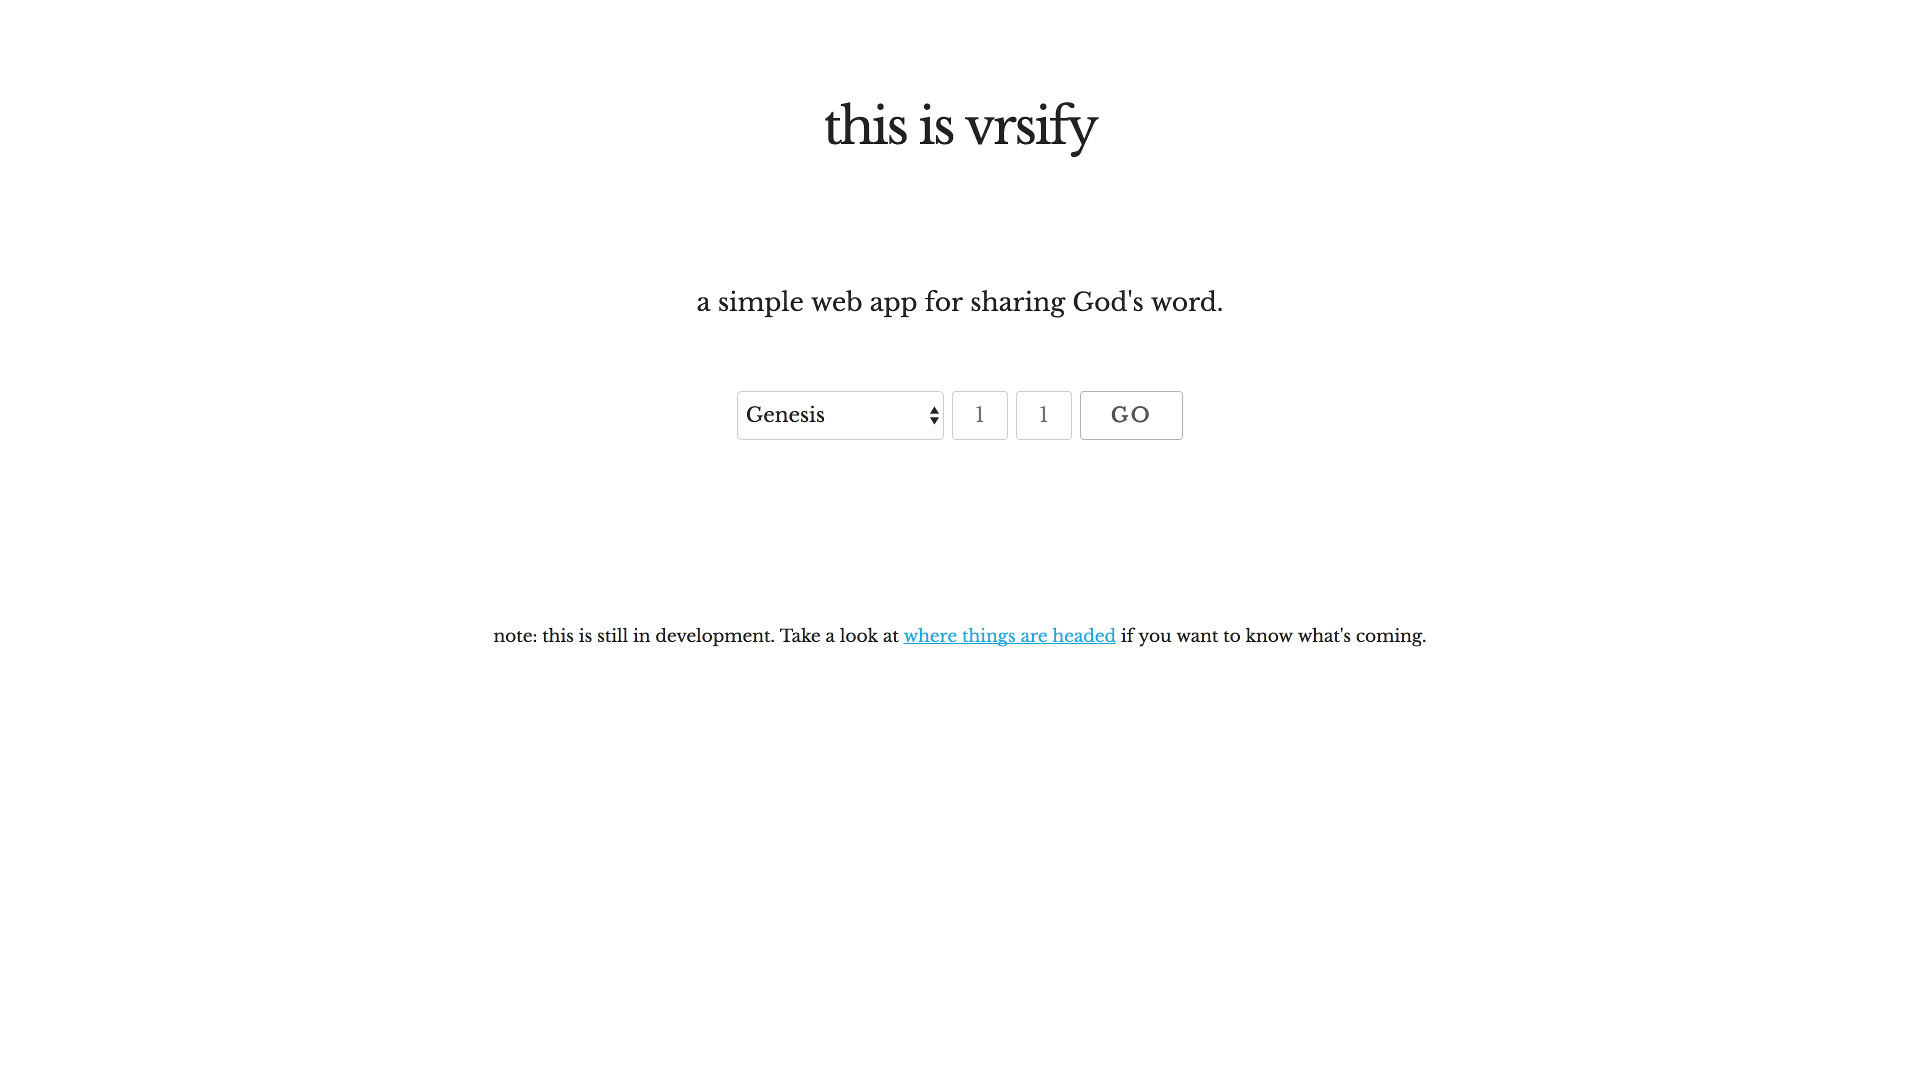 this is vrsify
a simple web app for sharing God's word.
Genesis 1 1 GO
note: this is still in development. Take a look at where things are headed if you want to know what's coming.